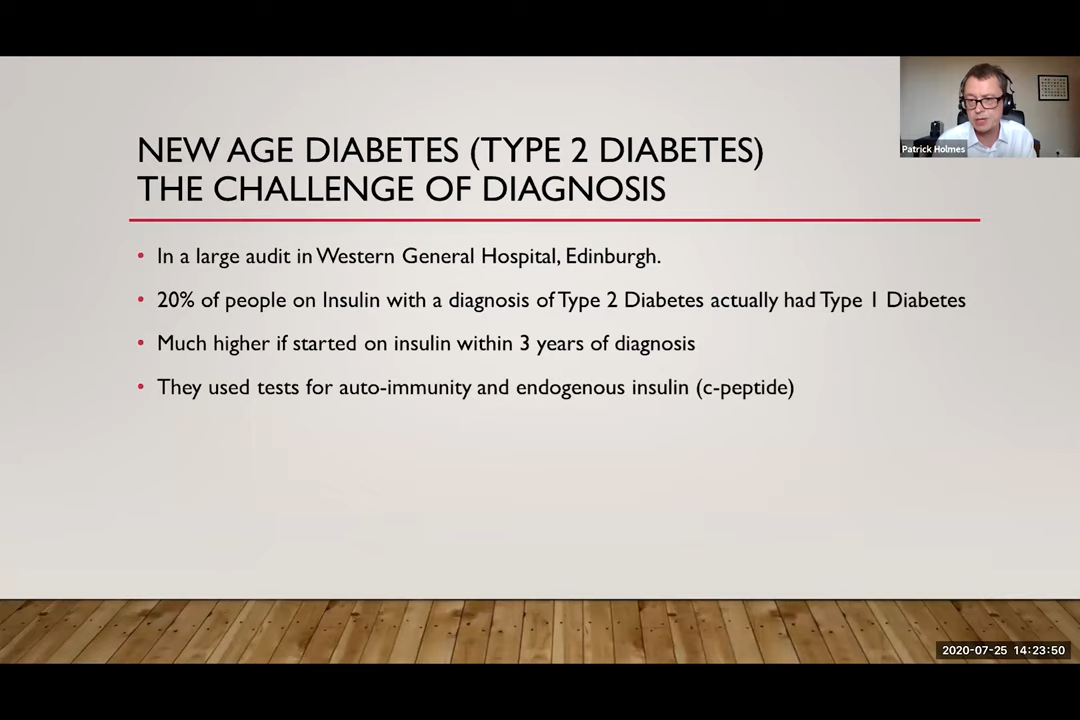 NEW AGE DIABETES (TYPE 2 DIABETES)
THE CHALLENGE OF DIAGNOSIS
Patrick Holmes
• In a large audit in Western General Hospital, Edinburgh.
• 20% of people on Insulin with a diagnosis of Type 2 Diabetes actually had Type 1 Diabetes
• Much higher if started on insulin within 3 years of diagnosis
• They used tests for auto-immunity and endogenous insulin (c-peptide)
2020-07-25 14:23:50